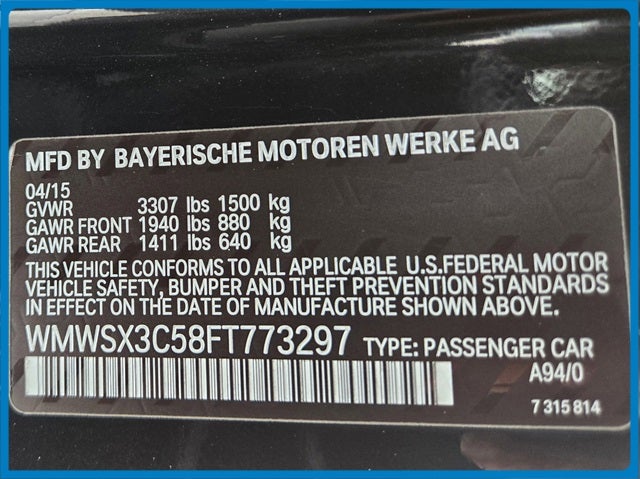 MFD BY BAYERISCHE MOTOREN WERKE AG
04/15
GVWR 3307 lbs 1500 kg
GAWR FRONT 1940 lbs 880 kg
GAWR REAR 1411 lbs 640 kg
THIS VEHICLE CONFORMS TO ALL APPLICABLE U.S.FEDERAL MOTOR
VEHICLE SAFETY, BUMPER AND THEFT PREVENTION STANDARDS
IN EFFECT ON THE DATE OF MANUFACTURE SHOWN ABOVE.
WMWSX3C58FT773297 TYPE: PASSENGER CAR
A94/0
7 315 814